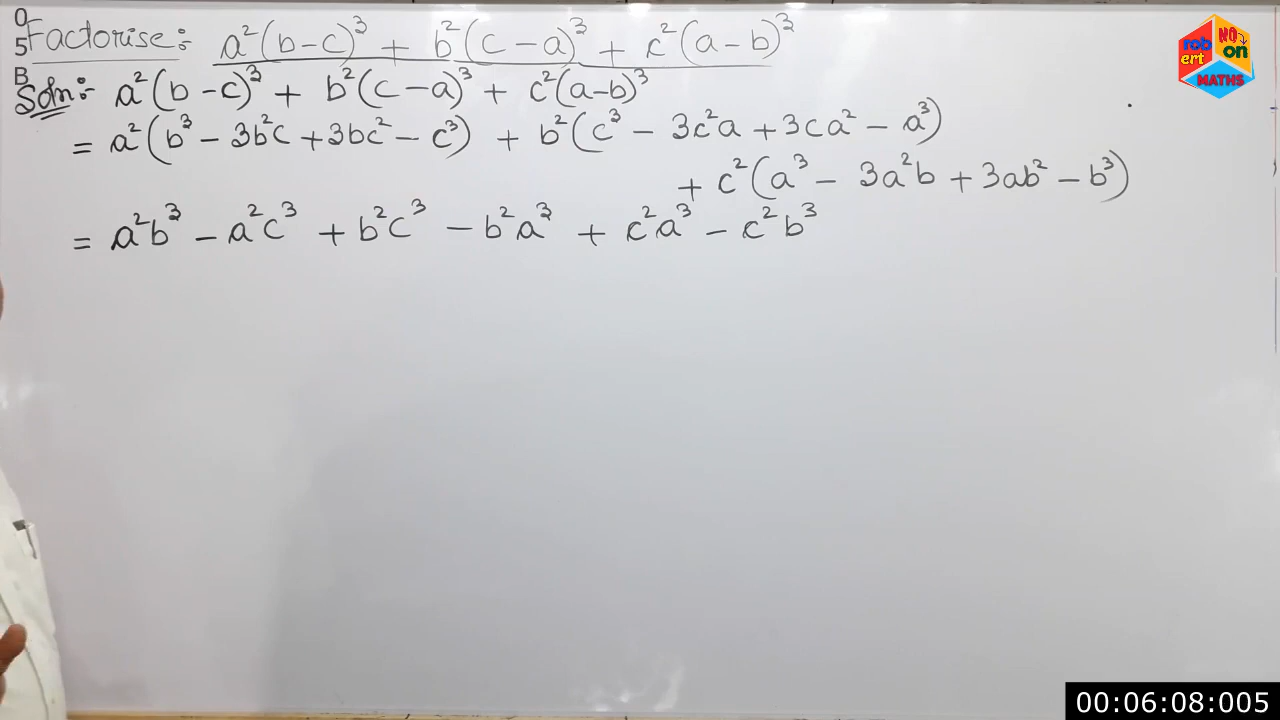 0
5
B
Factorise:- a²(b-c)³ + b²(c-a)³ + c²(a-b)³
Soln:- a²(b-c)³ + b²(c-a)³ + c²(a-b)³
= a²(b³ - 3b²c + 3bc² - c³) + b²(c³ - 3c²a + 3ca² - a³)
+ c²(a³ - 3a²b + 3ab² - b³)
= a²b³ - a²c³ + b²c³ - b²a³ + c²a³ - c²b³
rob NO
ert on
MATHS
00:06:08:005